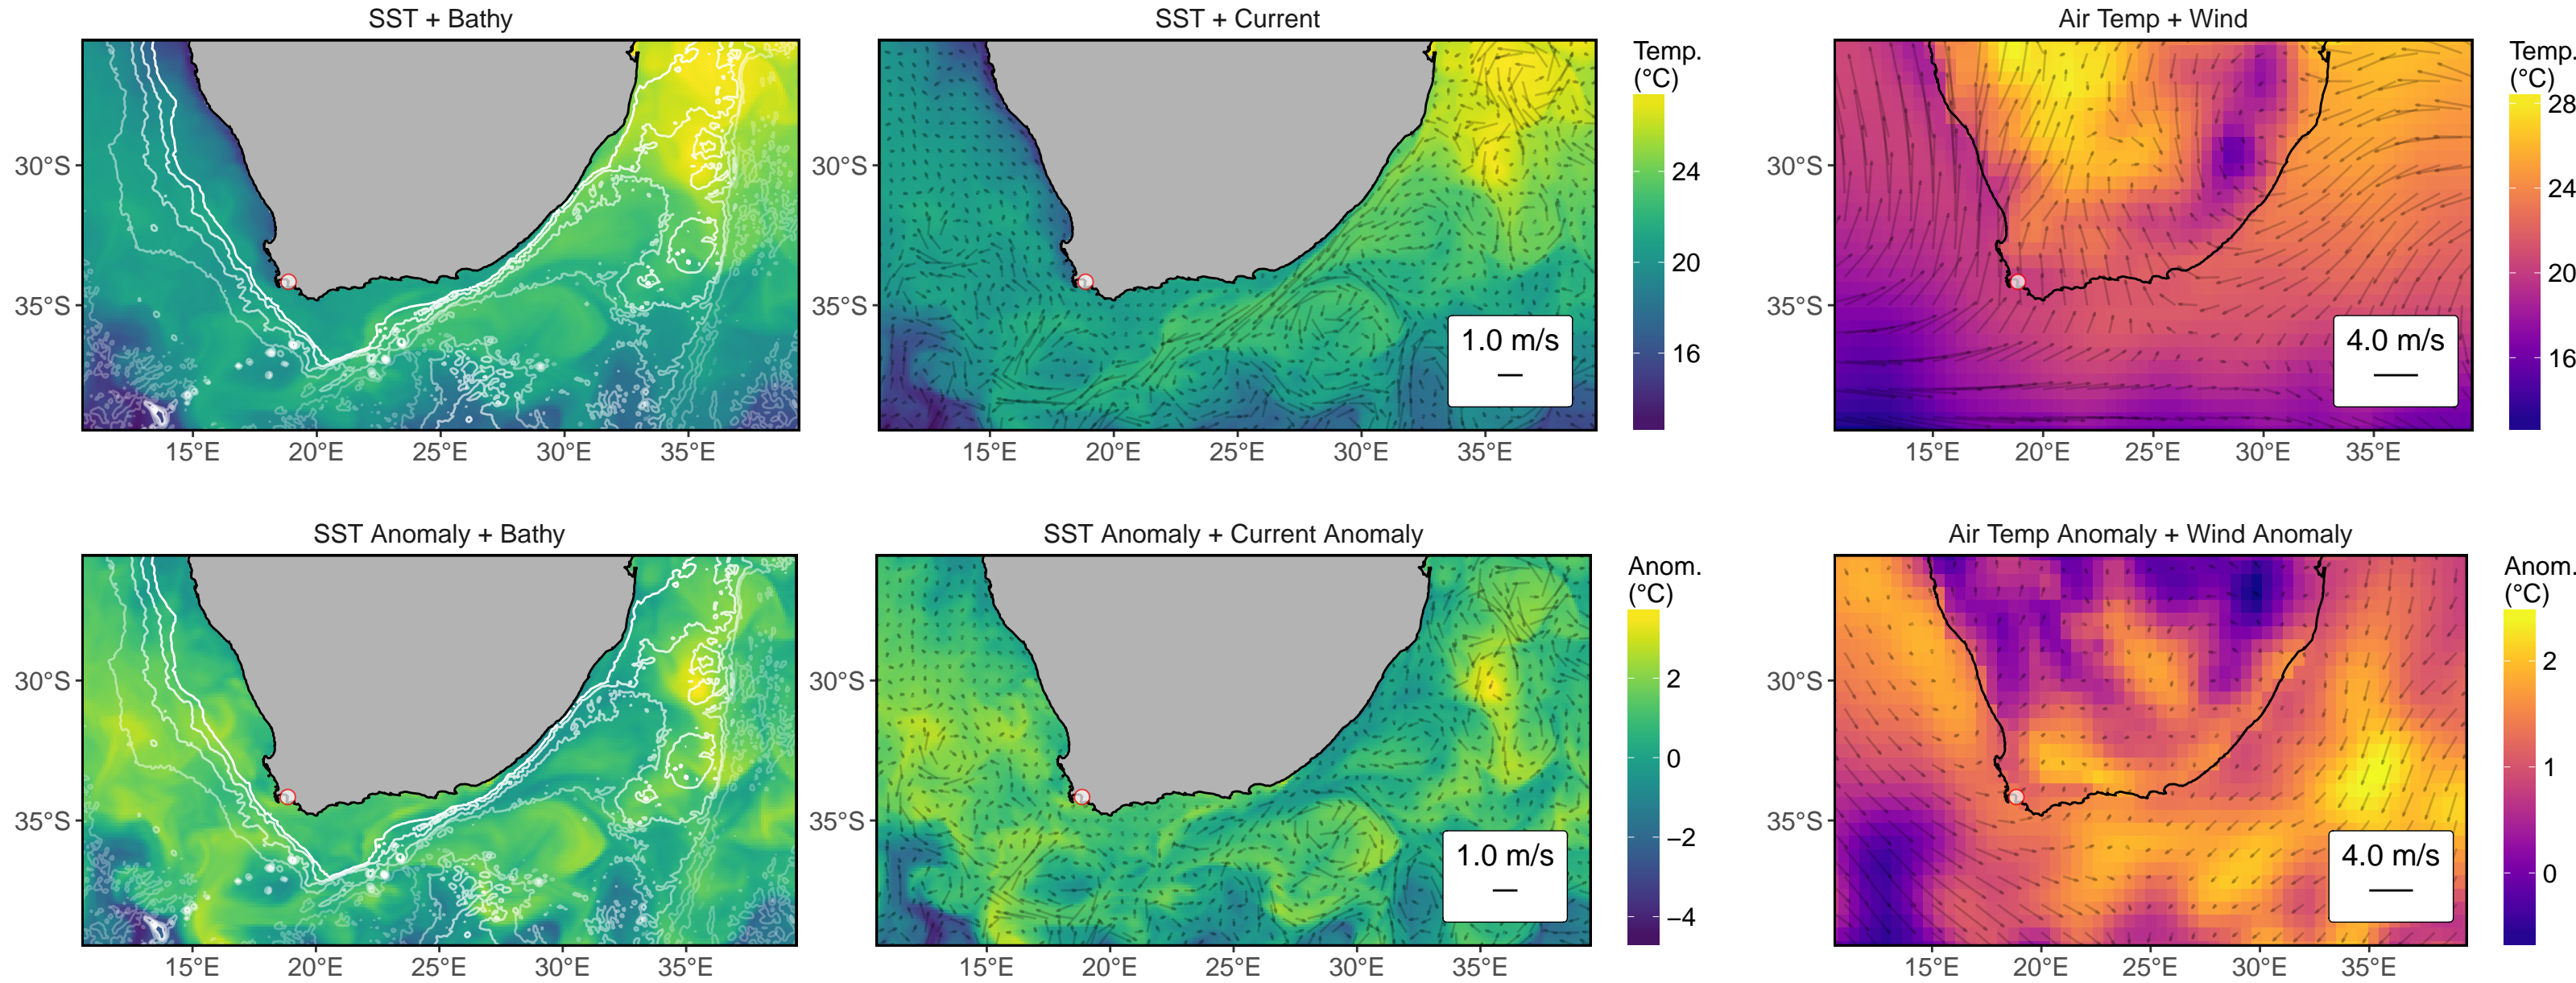 SST + Bathy
SST + Current
Air Temp + Wind
30°S
35°S
15°E 20°E 25°E 30°E 35°E
30°S
35°S
1.0 m/s
15°E 20°E 25°E 30°E 35°E
Temp.
(°C)
24
20
16
30°S
35°S
4.0 m/s
15°E 20°E 25°E 30°E 35°E
Temp.
(°C)
28
24
20
16
SST Anomaly + Bathy
SST Anomaly + Current Anomaly
Air Temp Anomaly + Wind Anomaly
30°S
35°S
15°E 20°E 25°E 30°E 35°E
30°S
35°S
1.0 m/s
15°E 20°E 25°E 30°E 35°E
Anom.
(°C)
2
0
−2
−4
30°S
35°S
4.0 m/s
15°E 20°E 25°E 30°E 35°E
Anom.
(°C)
2
1
0